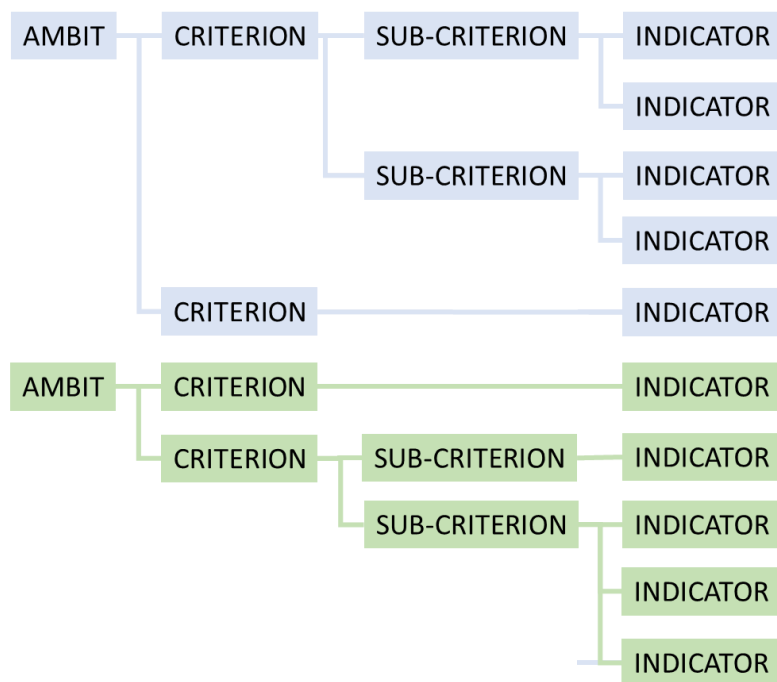 AMBIT CRITERION SUB-CRITERION INDICATOR
INDICATOR
SUB-CRITERION INDICATOR
INDICATOR
CRITERION INDICATOR
AMBIT CRITERION INDICATOR
CRITERION SUB-CRITERION INDICATOR
SUB-CRITERION INDICATOR
INDICATOR
INDICATOR